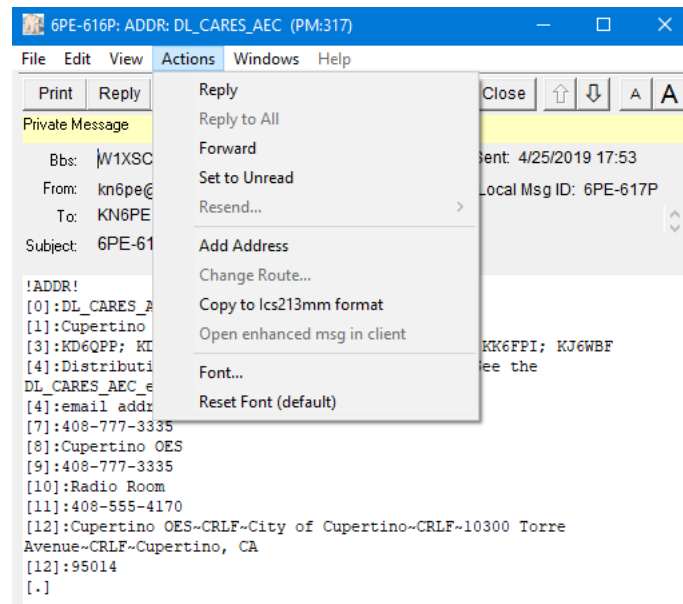 6PE-616P: ADDR: DL_CARES_AEC (PM:317)
File Edit View Actions Windows Help
Print Reply Close A A
Private Message
Bbs: W1XSC Sent: 4/25/2019 17:53
From: kn6pe@ Local Msg ID: 6PE-617P
To: KN6PE
Subject: 6PE-61
Reply
Reply to All
Forward
Set to Unread
Resend...
Add Address
Change Route...
Copy to Ics213mm format
Open enhanced msg in client
Font...
Reset Font (default)
!ADDR!
[0]:DL_CARES_A
[1]:Cupertino
[3]:KD6QPP; KD KK6FPI; KJ6WBF
[4]:Distributi See the
DL_CARES_AEC_e
[4]:email addr
[7]:408-777-3335
[8]:Cupertino OES
[9]:408-777-3335
[10]:Radio Room
[11]:408-555-4170
[12]:Cupertino OES~CRLF~City of Cupertino~CRLF~10300 Torre
Avenue~CRLF~Cupertino, CA
[12]:95014
[.]